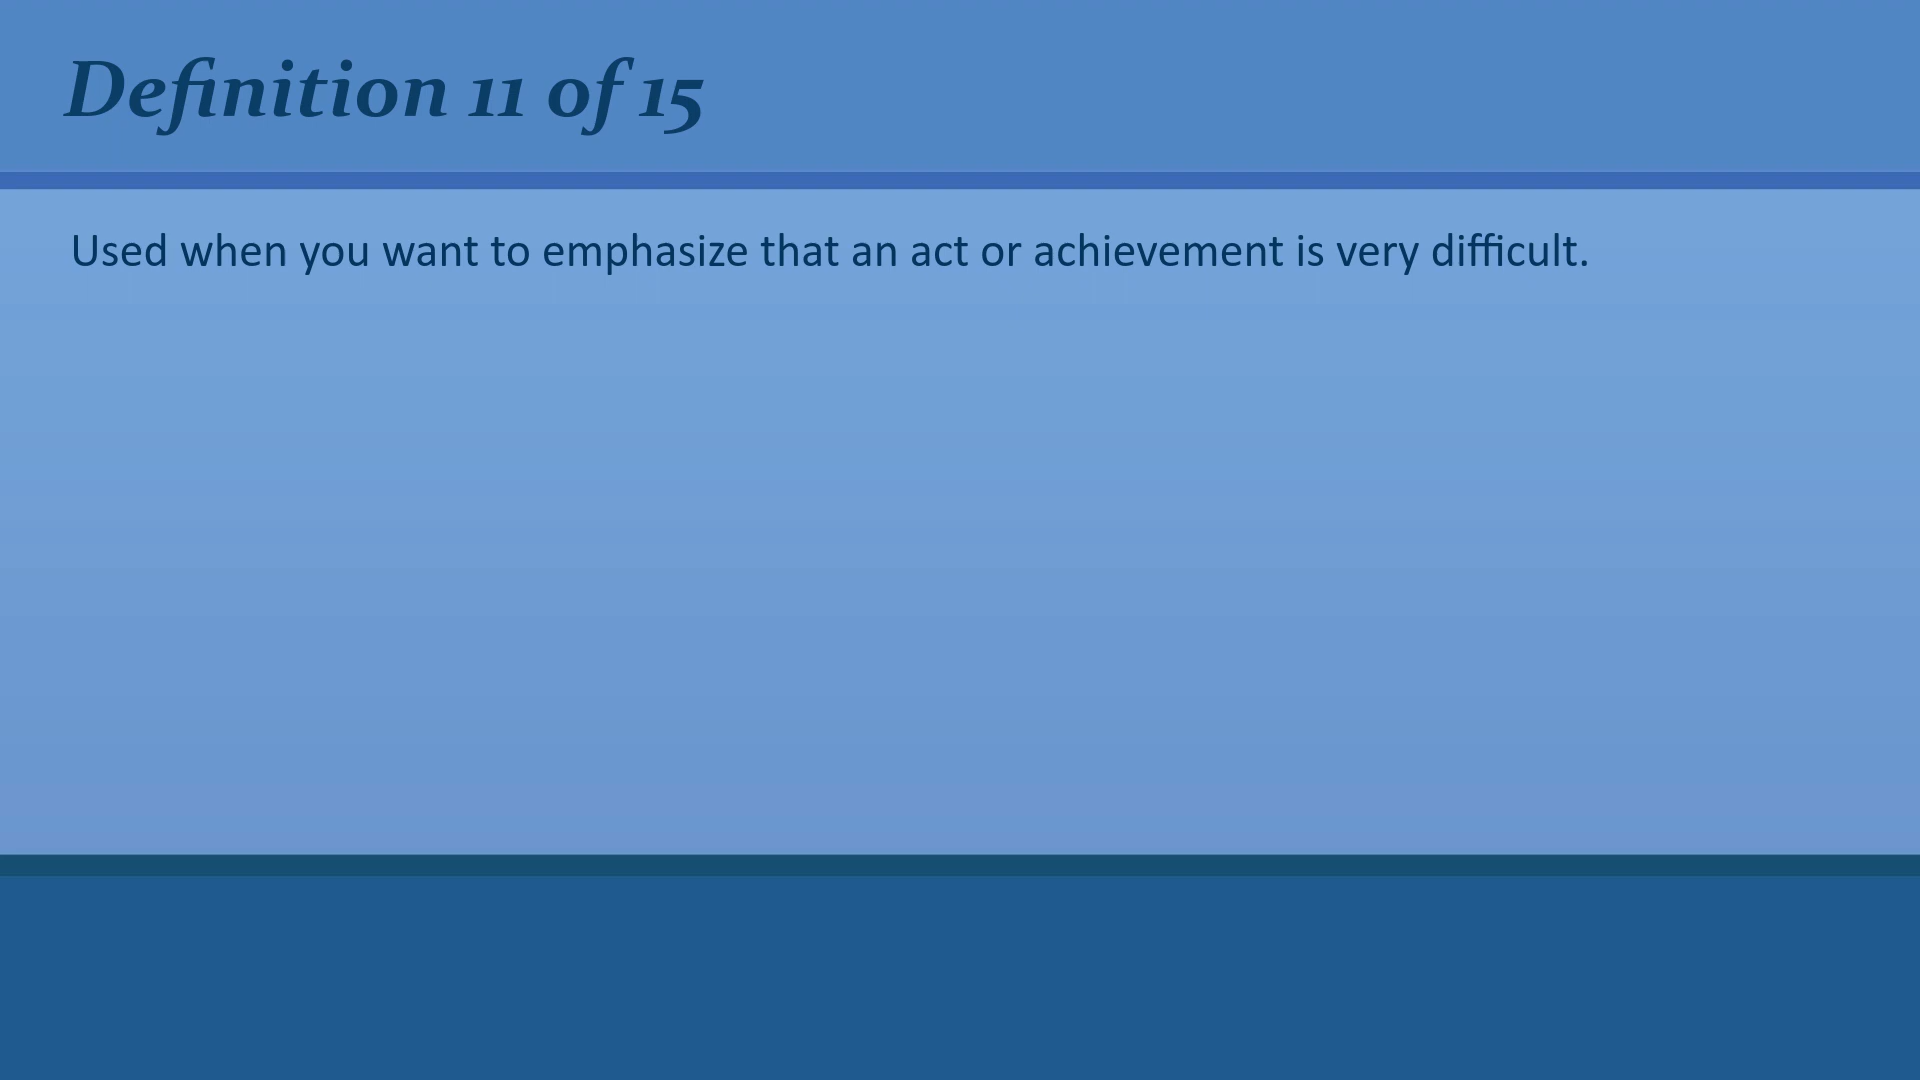 Definition 11 of 15
Used when you want to emphasize that an act or achievement is very difficult.